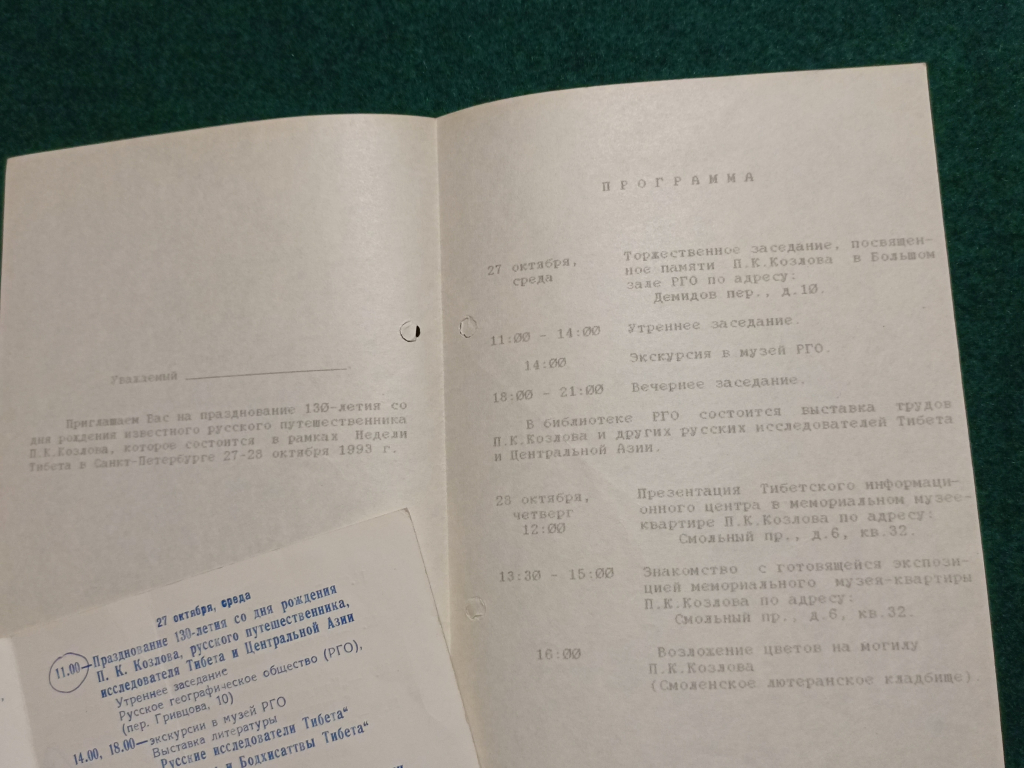 Уважаемый
Приглашаем Вас на празднование 130-летия со
дня рождения известного русского путешественника
П.К.Козлова, которое состоится в рамках Недели
Тибета в Санкт-Петербурге 27-28 октября 1993 г.
27 октября, среда
11.00—Празднование 130-летия со дня рождения
П. К. Козлова, русского путешественника,
исследователя Тибета и Центральной Азии
Утреннее заседание
Русское географическое общество (РГО),
(пер. Гривцова, 10)
14.00, 18.00—экскурсии в музей РГО
Выставка литературы
Русские исследователи Тибета“
и Бодхисаттвы Тибета“
ПРОГРАММА
27 октября,
среда
Торжественное заседание, посвящен-
ное памяти П.К.Козлова в Большом
зале РГО по адресу:
Демидов пер., д.10.
11:00 - 14:00 Утреннее заседание.
14:00 Экскурсия в музей РГО.
18:00 - 21:00 Вечернее заседание.
В библиотеке РГО состоится выставка трудов
П.К.Козлова и других русских исследователей Тибета
и Центральной Азии.
28 октября,
четверг
12:00
Презентация Тибетского информаци-
онного центра в мемориальном музее-
квартире П.К.Козлова по адресу:
Смольный пр., д.6, кв.32.
13:30 - 15:00 Знакомство с готовящейся экспози-
цией мемориального музея-квартиры
П.К.Козлова по адресу:
Смольный пр., д.6, кв.32.
16:00 Возложение цветов на могилу
П.К.Козлова
(Смоленское лютеранское кладбище).